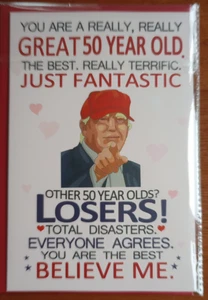 YOU ARE A REALLY, REALLY
GREAT 50 YEAR OLD.
THE BEST. REALLY TERRIFIC.
JUST FANTASTIC
OTHER 50 YEAR OLDS?
LOSERS!
TOTAL DISASTERS.
EVERYONE AGREES.
YOU ARE THE BEST
BELIEVE ME.